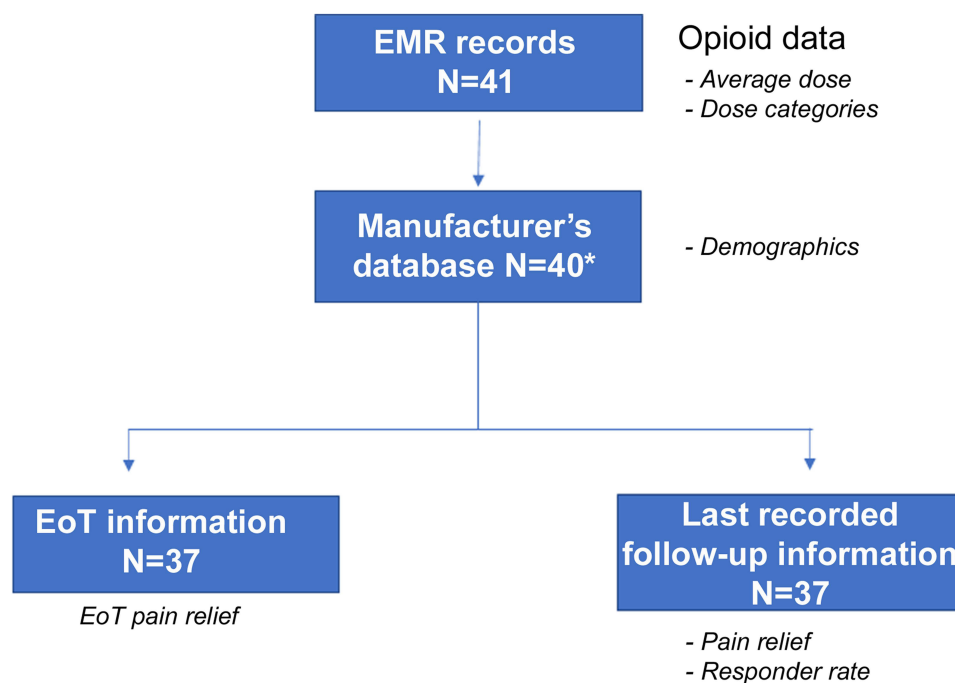 EMR records
N=41
Opioid data
- Average dose
- Dose categories
Manufacturer's
database N=40*
- Demographics
EoT information
N=37
EoT pain relief
Last recorded
follow-up information
N=37
- Pain relief
- Responder rate